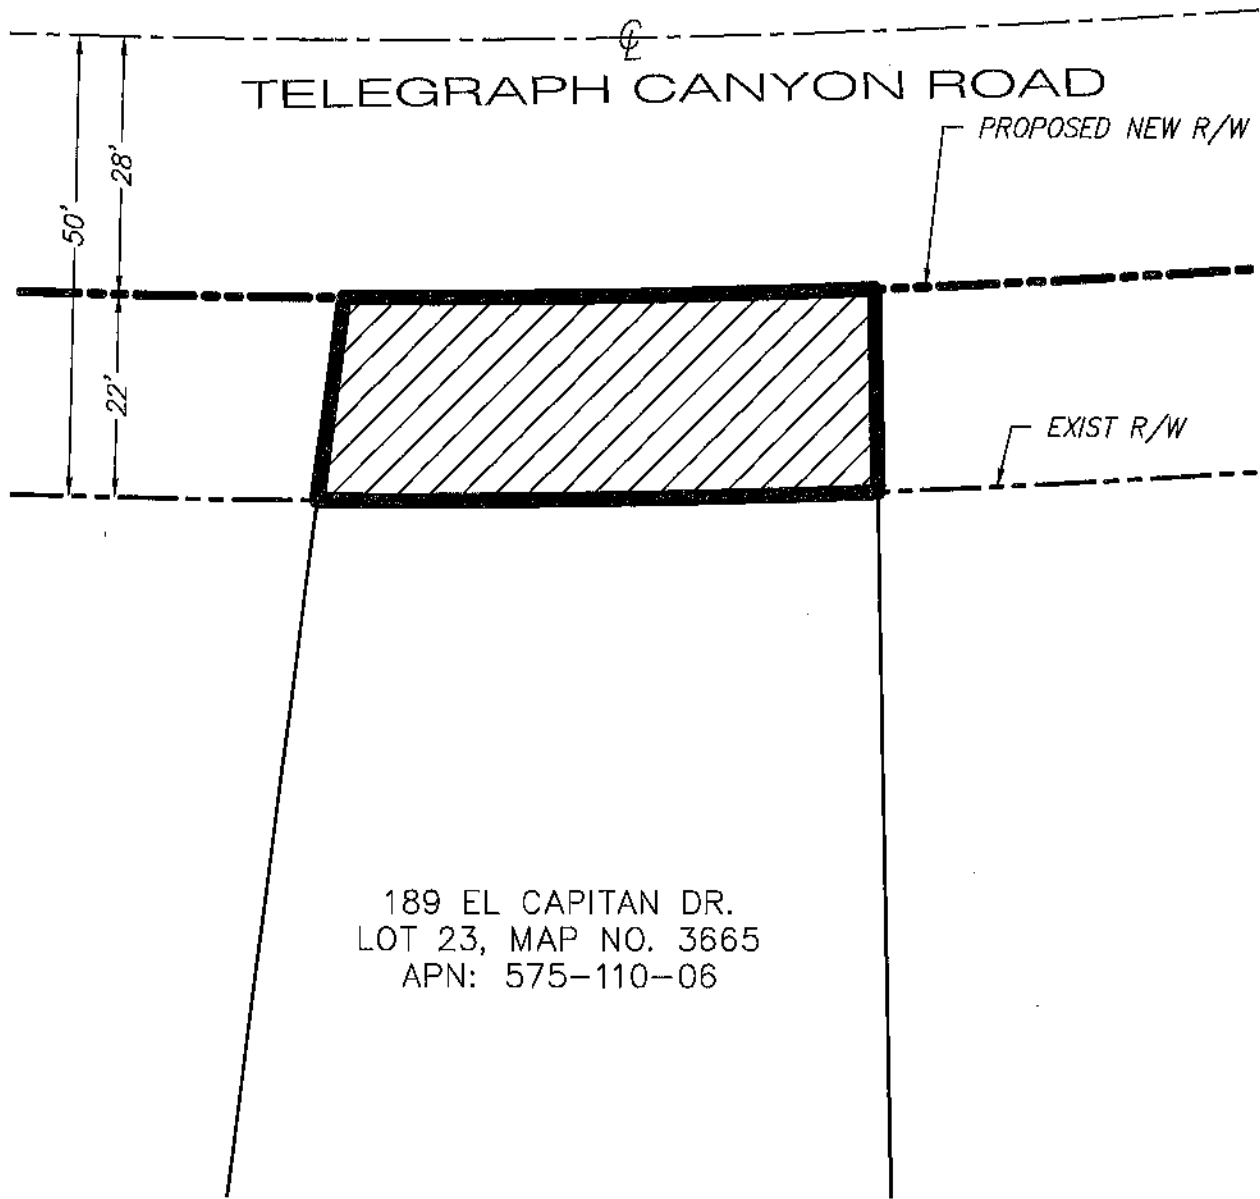 ℄
TELEGRAPH CANYON ROAD
PROPOSED NEW R/W
28'
50'
22'
EXIST R/W
189 EL CAPITAN DR.
LOT 23, MAP NO. 3665
APN: 575-110-06